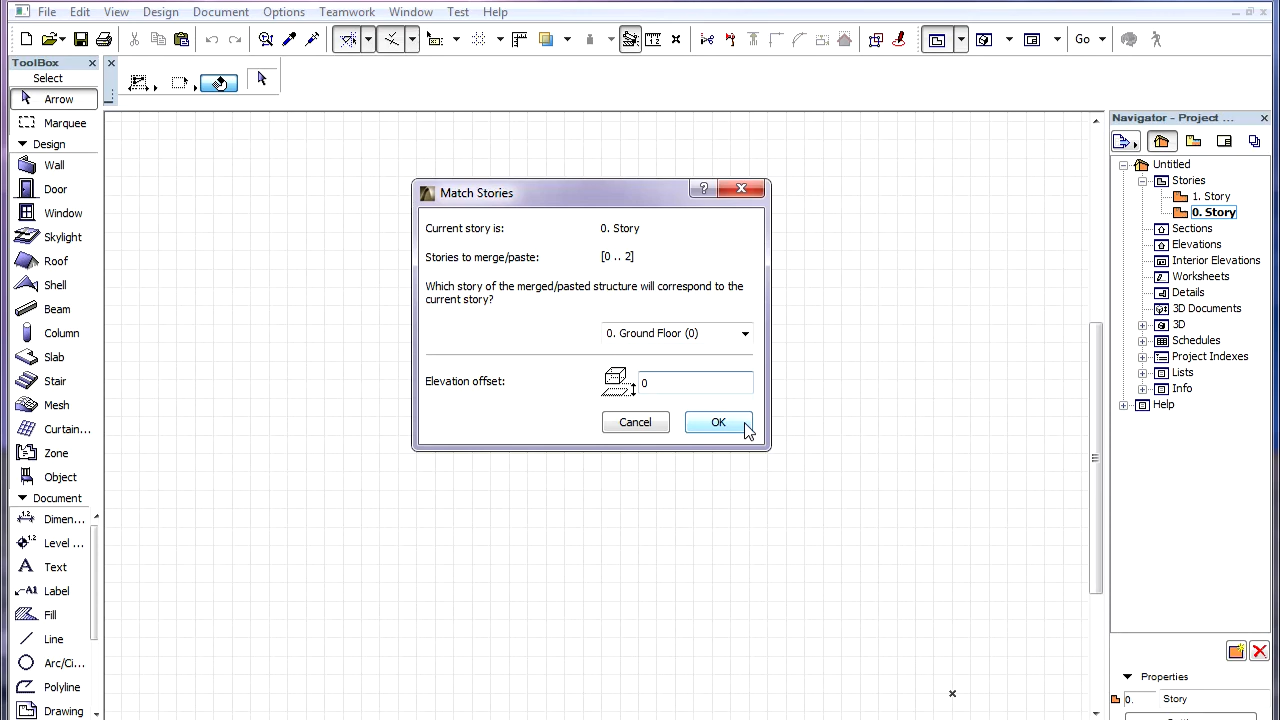 File Edit View Design Document Options Teamwork Window Test Help
Go
ToolBox
Select
Arrow
Marquee
Design
Wall
Door
Window
Skylight
Roof
Shell
Beam
Column
Slab
Stair
Mesh
Curtain...
Zone
Object
Document
Dimen...
Level ...
Text
Label
Fill
Line
Arc/Ci...
Polyline
Drawing
Match Stories
Current story is: 0. Story
Stories to merge/paste: [0 .. 2]
Which story of the merged/pasted structure will correspond to the
current story?
0. Ground Floor (0)
Elevation offset: 0
Cancel OK
Navigator - Project ...
Untitled
Stories
1. Story
0. Story
Sections
Elevations
Interior Elevations
Worksheets
Details
3D Documents
3D
Schedules
Project Indexes
Lists
Info
Help
Properties
0. Story